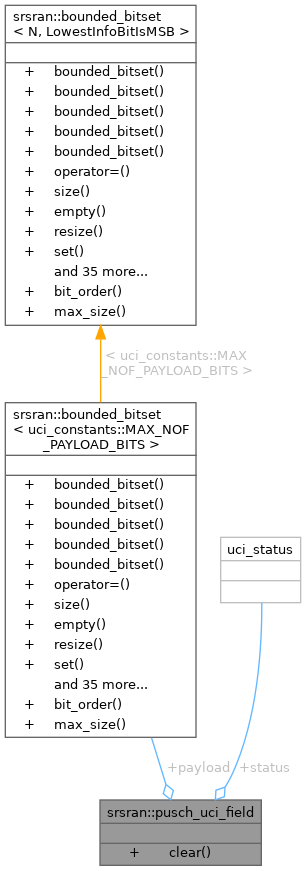 srsran::bounded_bitset
< N, LowestInfoBitIsMSB >
+ bounded_bitset()
+ bounded_bitset()
+ bounded_bitset()
+ bounded_bitset()
+ bounded_bitset()
+ operator=()
+ size()
+ empty()
+ resize()
+ set()
and 35 more...
+ bit_order()
+ max_size()
< uci_constants::MAX
_NOF_PAYLOAD_BITS >
srsran::bounded_bitset
< uci_constants::MAX_NOF
_PAYLOAD_BITS >
+ bounded_bitset()
+ bounded_bitset()
+ bounded_bitset()
+ bounded_bitset()
+ bounded_bitset()
+ operator=()
+ size()
+ empty()
+ resize()
+ set()
and 35 more...
+ bit_order()
+ max_size()
uci_status
+payload
+status
srsran::pusch_uci_field
+ clear()